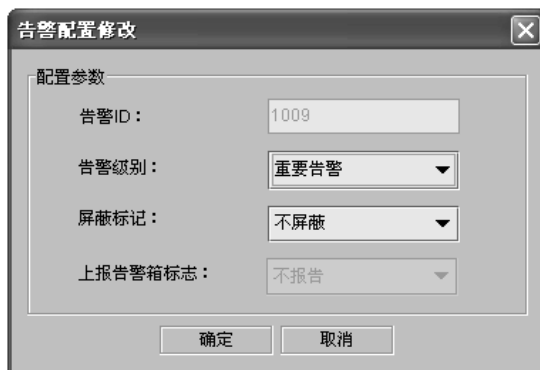 告警配置修改
配置参数
告警ID：
1009
告警级别：
重要告警
屏蔽标记：
不屏蔽
上报告警箱标志：
不报告
确定
取消